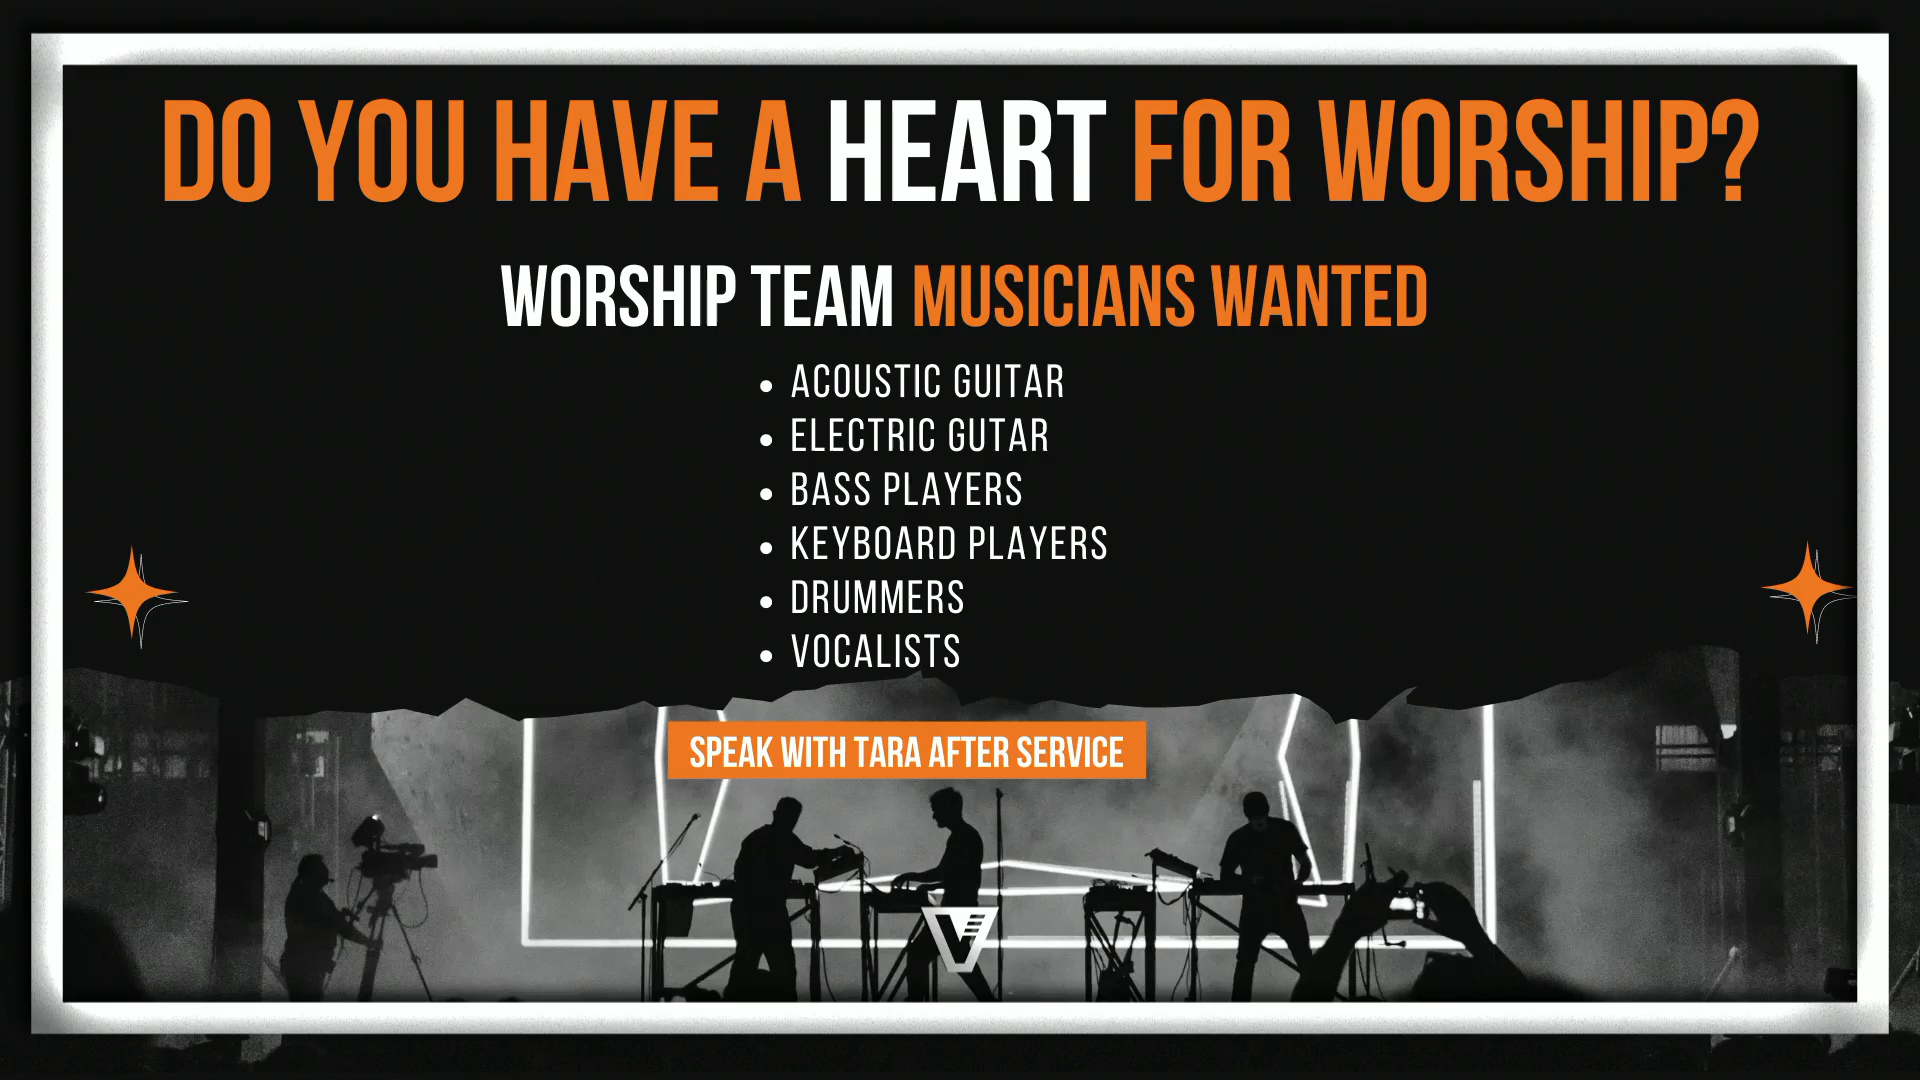 DO YOU HAVE A HEART FOR WORSHIP?
WORSHIP TEAM MUSICIANS WANTED
• ACOUSTIC GUITAR
• ELECTRIC GUTAR
• BASS PLAYERS
• KEYBOARD PLAYERS
• DRUMMERS
• VOCALISTS
SPEAK WITH TARA AFTER SERVICE